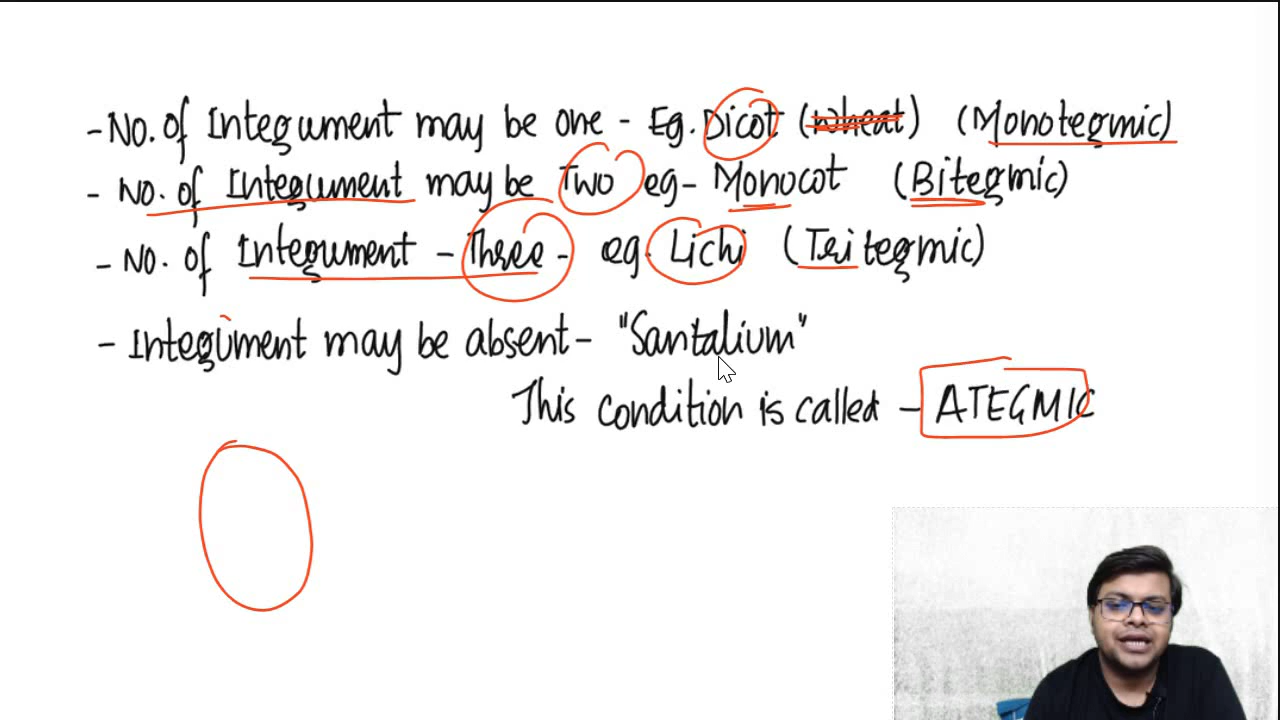 - No. of Integument may be one - Eg. Dicot (wheat) (Monotegmic)
- No. of Integument may be Two eg- Monocot (Bitegmic)
- No. of Integument - Three - eg. Lichi (Tritegmic)
- Integument may be absent - "Santalium"
This condition is called - ATEGMIC